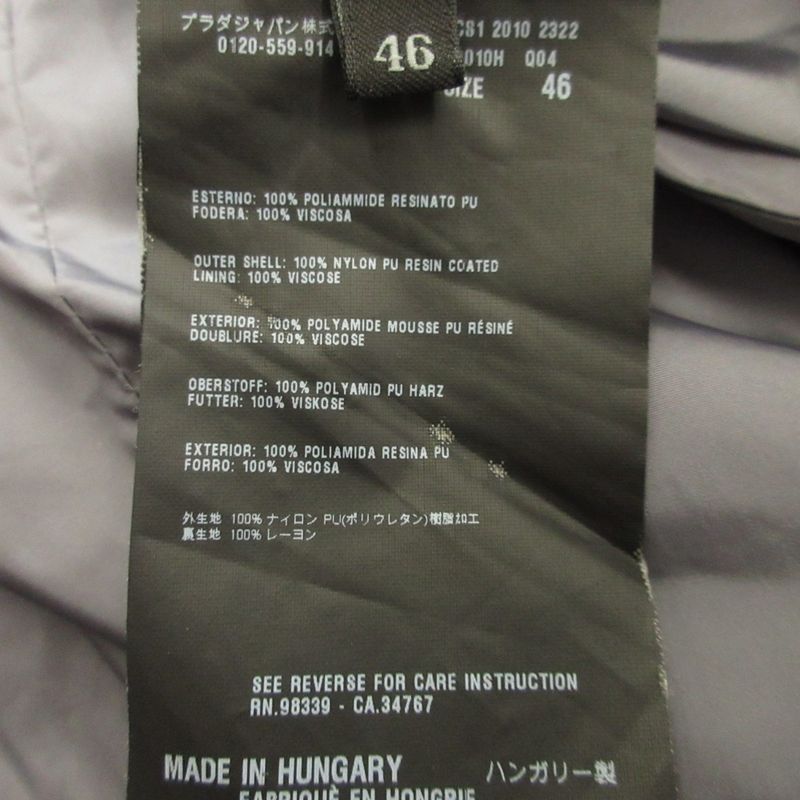 プラダジャパン株式
CS1 2010 2322
0120-559-914
46
010H Q04
SIZE 46
ESTERNO: 100% POLIAMMIDE RESINATO PU
FODERA: 100% VISCOSA
OUTER SHELL: 100% NYLON PU RESIN COATED
LINING: 100% VISCOSE
EXTERIOR: 100% POLYAMIDE MOUSSE PU RÉSINÉ
DOUBLURE: 100% VISCOSE
OBERSTOFF: 100% POLYAMID PU HARZ
FUTTER: 100% VISKOSE
EXTERIOR: 100% POLIAMIDA RESINA PU
FORRO: 100% VISCOSA
外生地 100% ナイロン PU(ポリウレタン)樹脂加工
裏生地 100% レーヨン
SEE REVERSE FOR CARE INSTRUCTION
RN.98339 - CA.34767
MADE IN HUNGARY ハンガリー製
FABRIQUÈ EN HONGRIE